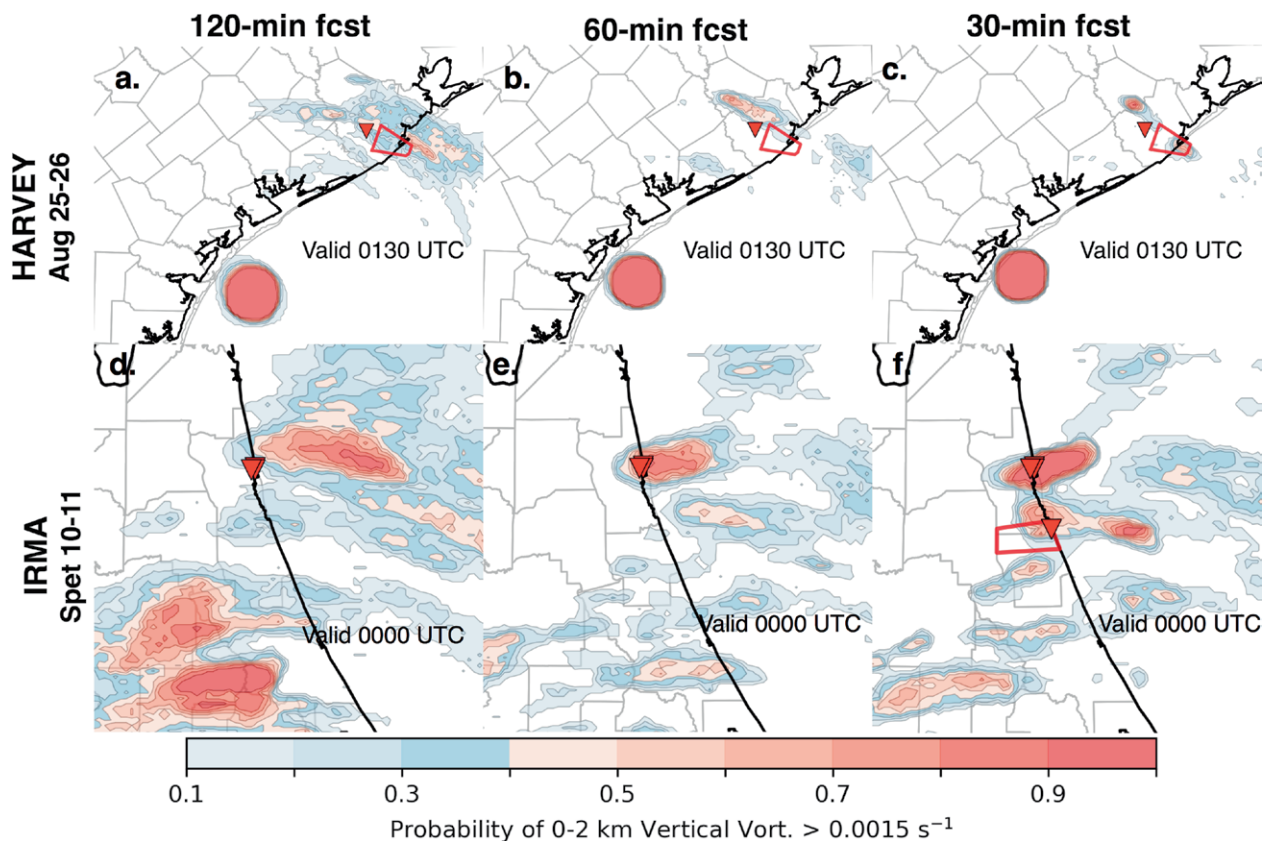 120-min fcst
60-min fcst
30-min fcst
HARVEY
Aug 25-26
a.
b.
c.
Valid 0130 UTC
Valid 0130 UTC
Valid 0130 UTC
IRMA
Spet 10-11
d.
e.
f.
Valid 0000 UTC
Valid 0000 UTC
Valid 0000 UTC
0.1 0.3 0.5 0.7 0.9
Probability of 0-2 km Vertical Vort. > 0.0015 s⁻¹